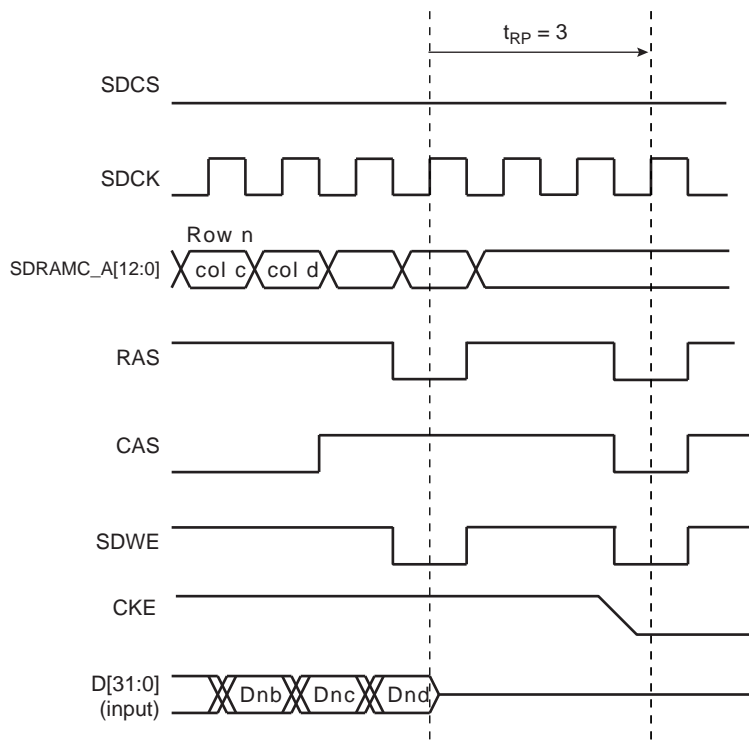 tRP = 3
SDCS
SDCK
Row n
SDRAMC_A[12:0]
col c col d
RAS
CAS
SDWE
CKE
D[31:0]
(input)
Dnb Dnc Dnd